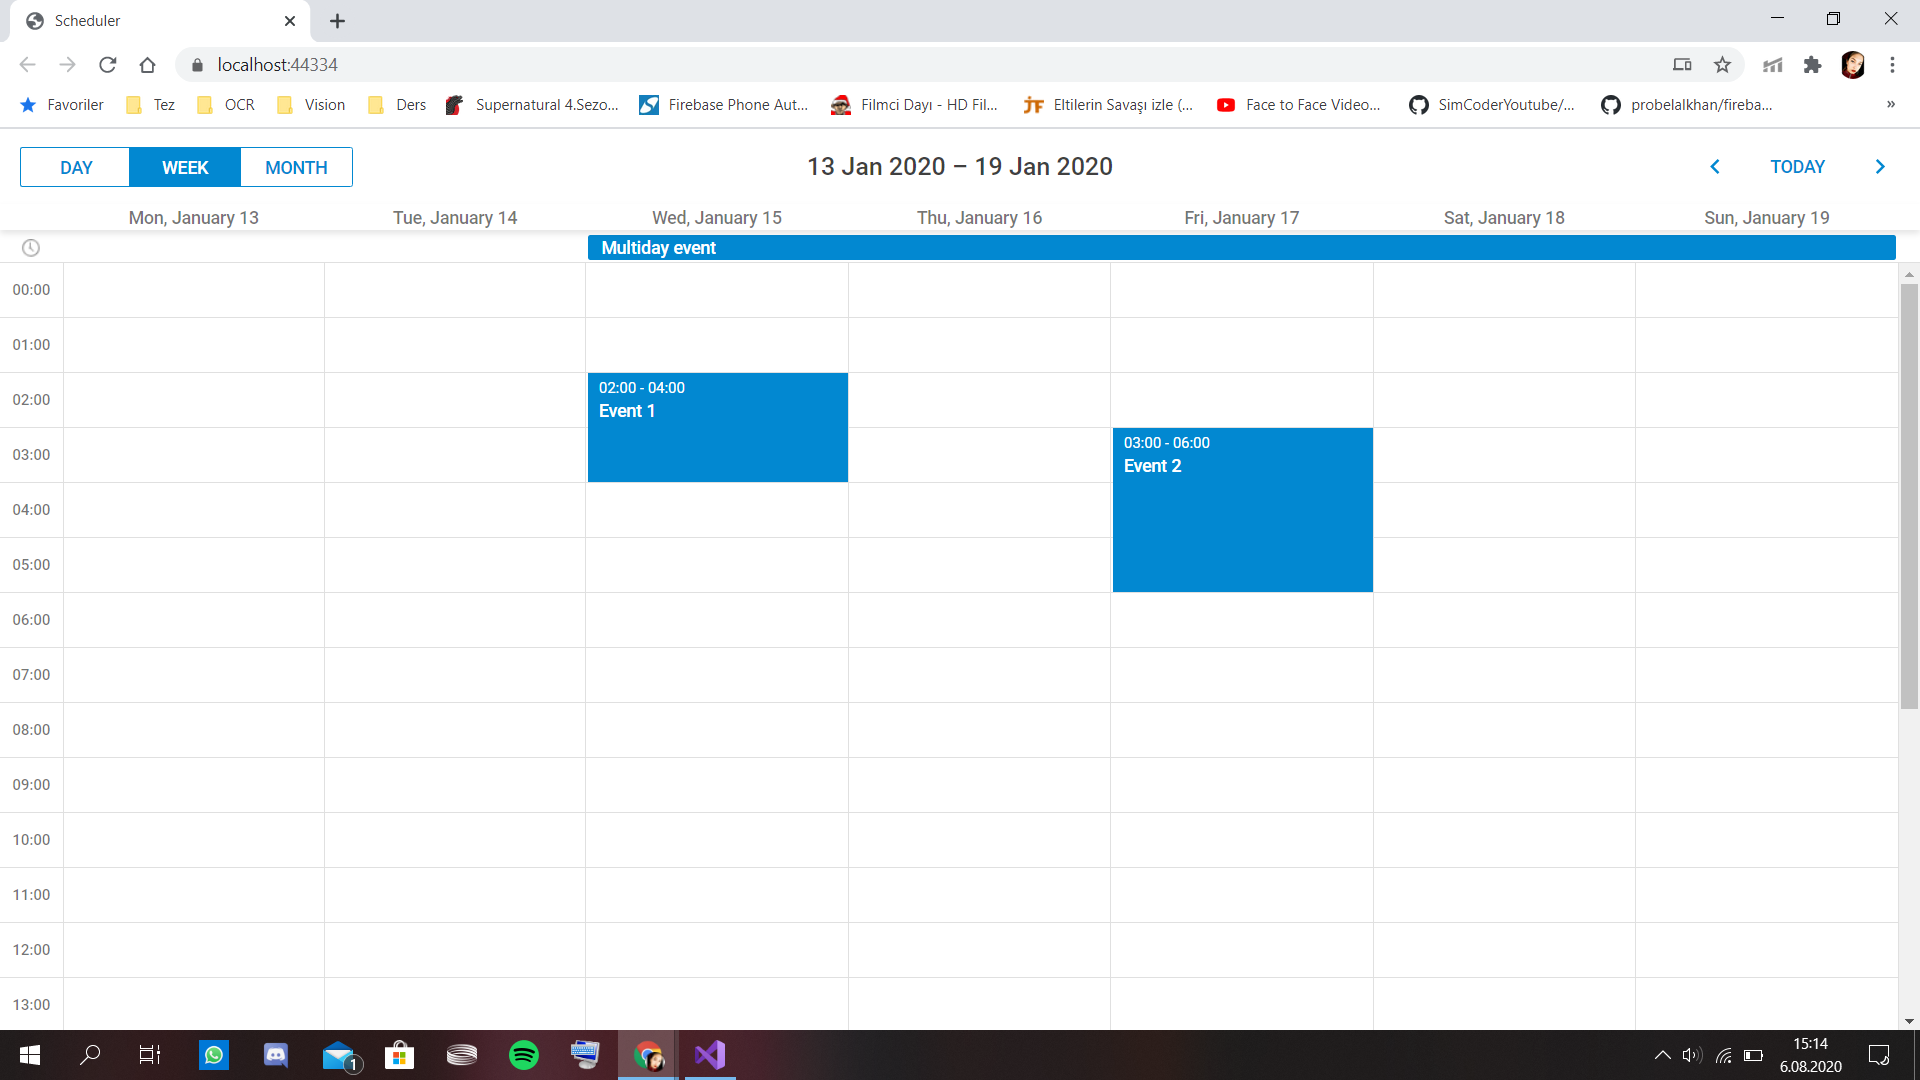 Scheduler
localhost:44334
Favoriler Tez OCR Vision Ders Supernatural 4.Sezo... Firebase Phone Aut... Filmci Dayı - HD Fil... Eltilerin Savaşı izle (... Face to Face Video... SimCoderYoutube/... probelalkhan/fireba... »
DAY WEEK MONTH 13 Jan 2020 – 19 Jan 2020 TODAY
Mon, January 13 Tue, January 14 Wed, January 15 Thu, January 16 Fri, January 17 Sat, January 18 Sun, January 19
Multiday event
00:00
01:00
02:00 - 04:00
02:00
Event 1
03:00 - 06:00
03:00
Event 2
04:00
05:00
06:00
07:00
08:00
09:00
10:00
11:00
12:00
13:00
15:14
1
6.08.2020